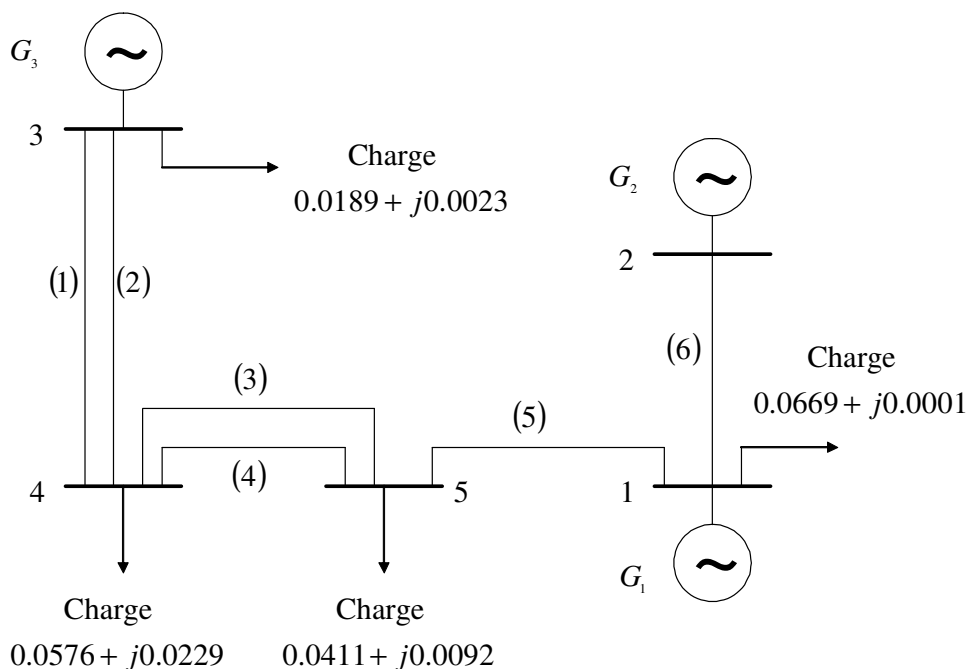 G₃
3
Charge
0.0189 + j0.0023
G₂
2
(1)
(2)
(6)
Charge
0.0669 + j0.0001
(3)
(5)
(4)
4
5
1
G₁
Charge
0.0576 + j0.0229
Charge
0.0411 + j0.0092